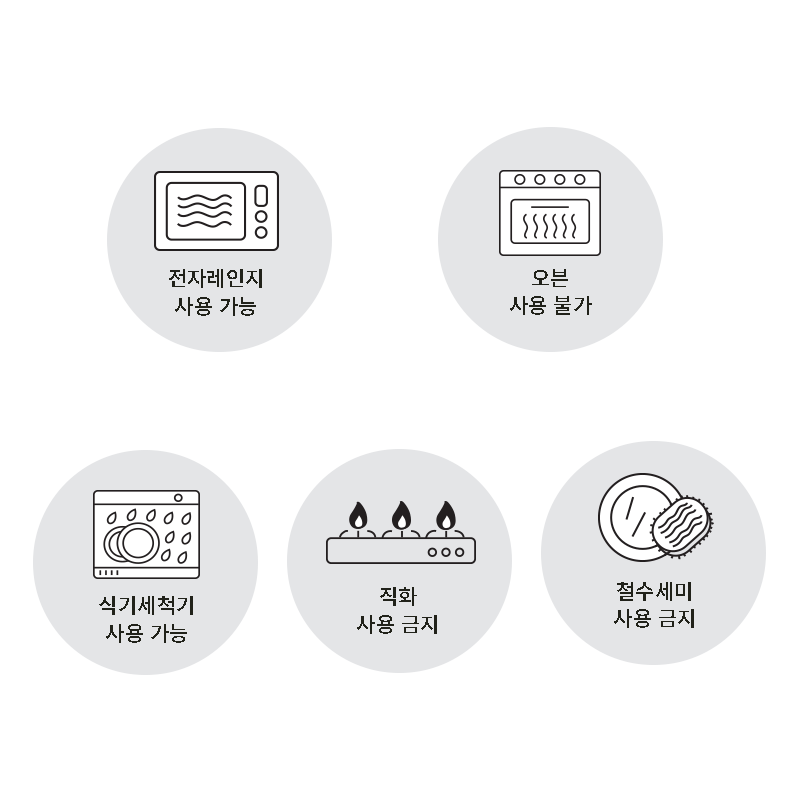 전자레인지
사용 가능
오븐
사용 불가
식기세척기
사용 가능
직화
사용 금지
철수세미
사용 금지